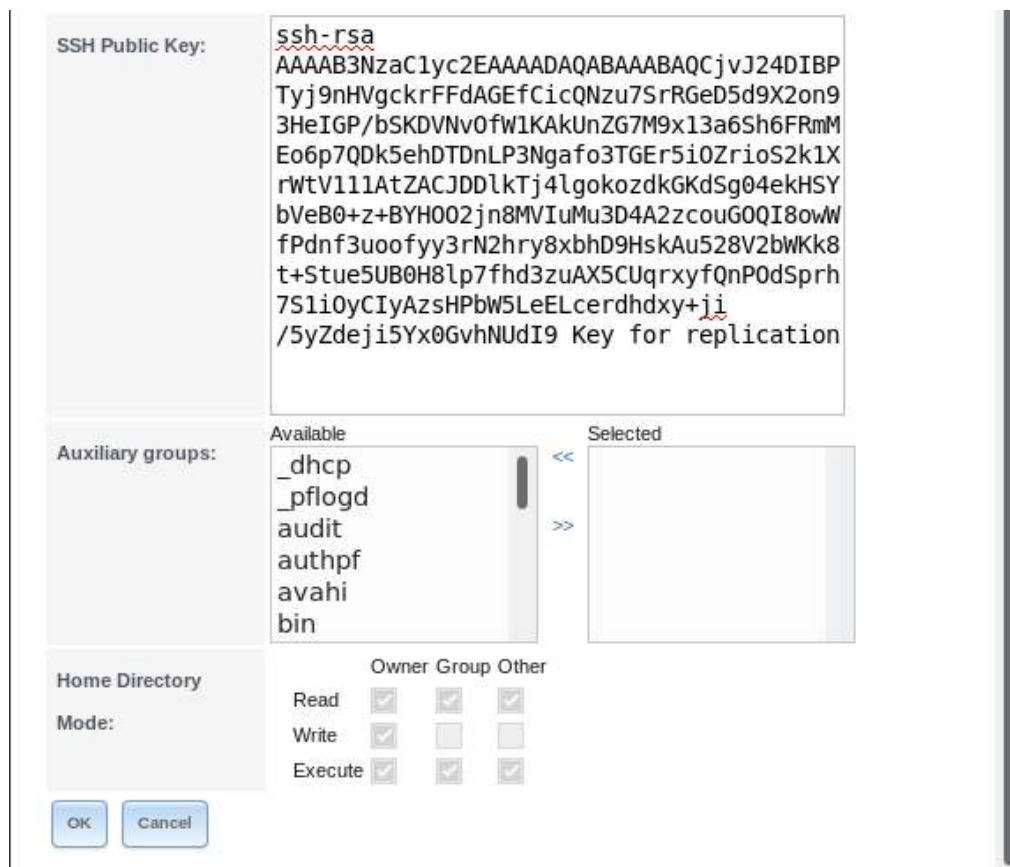 SSH Public Key:
ssh-rsa
AAAAB3NzaC1yc2EAAAADAQABAAABAQCjvJ24DIBP
Tyj9nHVgckrFFdAGEfCicQNzu7SrRGeD5d9X2on9
3HeIGP/bSKDVNvOfW1KAkUnZG7M9x13a6Sh6FRmM
Eo6p7QDk5ehDTDnLP3Ngafo3TGEr5iOZrioS2k1X
rWtV111AtZACJDDlkTj4lgokozdkGKdSg04ekHSY
bVeB0+z+BYHOO2jn8MVIuMu3D4A2zcouGOQI8owW
fPdnf3uoofyy3rN2hry8xbhD9HskAu528V2bWKk8
t+Stue5UB0H8lp7fhd3zuAX5CUqrxyfQnPOdSprh
7S1iOyCIyAzsHPbW5LeELcerdhdxy+ji
/5yZdeji5Yx0GvhNUdI9 Key for replication
Auxiliary groups:
Available
Selected
_dhcp
_pflogd
audit
authpf
avahi
bin
<<
>>
Home Directory
Mode:
Owner Group Other
Read
Write
Execute
OK
Cancel